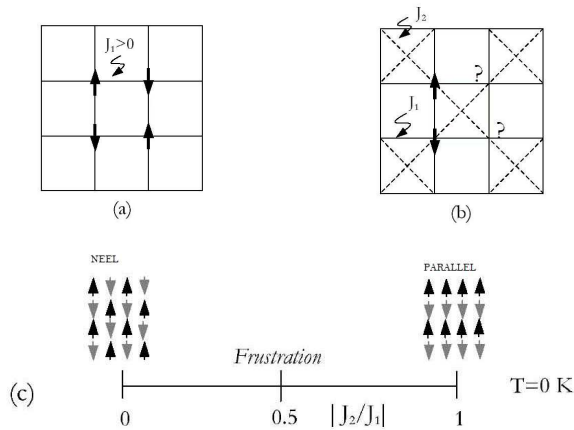 J₁>0
(a)
J₂
?
J₁
?
(b)
NEEL
PARALLEL
Frustration
(c)
0
0.5
|J₂/J₁|
1
T=0 K